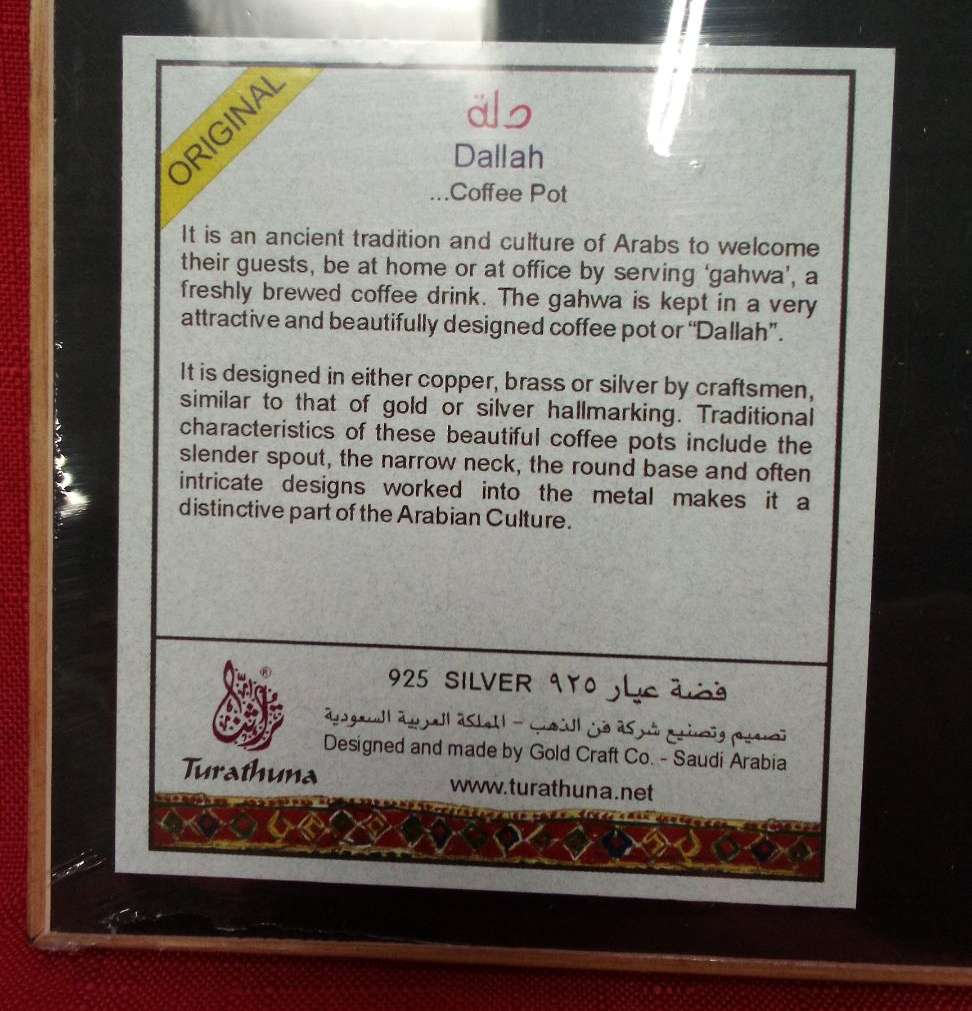 ORIGINAL
دلة
Dallah
...Coffee Pot
It is an ancient tradition and culture of Arabs to welcome
their guests, be at home or at office by serving ‘gahwa’, a
freshly brewed coffee drink. The gahwa is kept in a very
attractive and beautifully designed coffee pot or “Dallah”.
It is designed in either copper, brass or silver by craftsmen,
similar to that of gold or silver hallmarking. Traditional
characteristics of these beautiful coffee pots include the
slender spout, the narrow neck, the round base and often
intricate designs worked into the metal makes it a
distinctive part of the Arabian Culture.
تراثنا ®
Turathuna
925 SILVER فضة عيار ٩٢٥
تصميم وتصنيع شركة فن الذهب - المملكة العربية السعودية
Designed and made by Gold Craft Co. - Saudi Arabia
www.turathuna.net